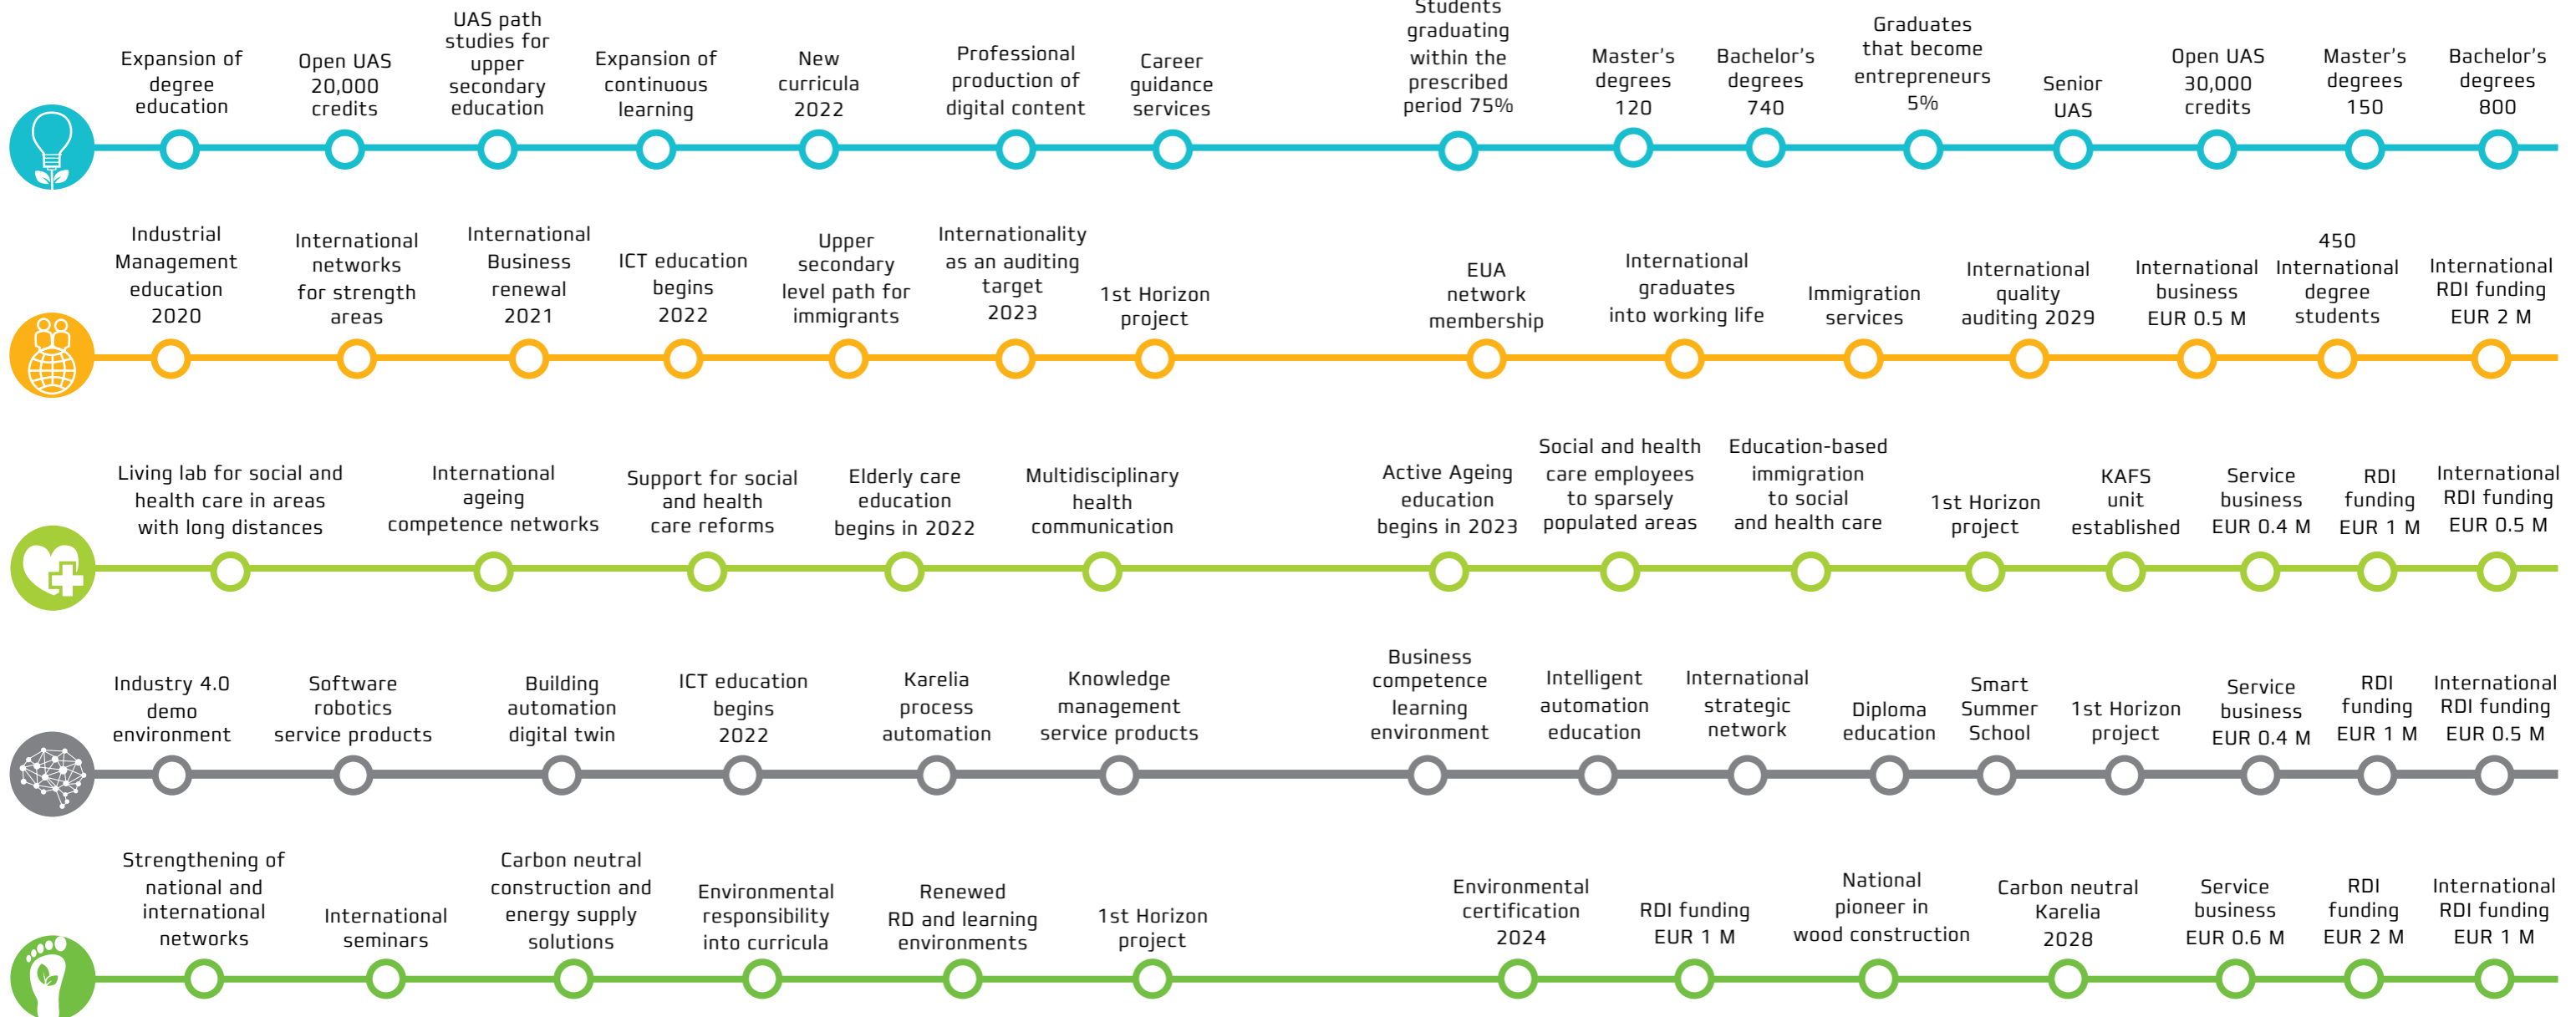 Expansion of
degree
education
Open UAS
20,000
credits
UAS path
studies for
upper
secondary
education
Expansion of
continuous
learning
New
curricula
2022
Professional
production of
digital content
Career
guidance
services
Students
graduating
within the
prescribed
period 75%
Master's
degrees
120
Bachelor's
degrees
740
Graduates
that become
entrepreneurs
5%
Senior
UAS
Open UAS
30,000
credits
Master's
degrees
150
Bachelor's
degrees
800
Industrial
Management
education
2020
International
networks
for strength
areas
International
Business
renewal
2021
ICT education
begins
2022
Upper
secondary
level path for
immigrants
Internationality
as an auditing
target
2023
1st Horizon
project
EUA
network
membership
International
graduates
into working life
Immigration
services
International
quality
auditing 2029
International
business
EUR 0.5 M
450
International
degree
students
International
RDI funding
EUR 2 M
Living lab for social and
health care in areas
with long distances
International
ageing
competence networks
Support for social
and health
care reforms
Elderly care
education
begins in 2022
Multidisciplinary
health
communication
Active Ageing
education
begins in 2023
Social and health
care employees
to sparsely
populated areas
Education-based
immigration
to social
and health care
1st Horizon
project
KAFS
unit
established
Service
business
EUR 0.4 M
RDI
funding
EUR 1 M
International
RDI funding
EUR 0.5 M
Industry 4.0
demo
environment
Software
robotics
service products
Building
automation
digital twin
ICT education
begins
2022
Karelia
process
automation
Knowledge
management
service products
Business
competence
learning
environment
Intelligent
automation
education
International
strategic
network
Diploma
education
Smart
Summer
School
1st Horizon
project
Service
business
EUR 0.4 M
RDI
funding
EUR 1 M
International
RDI funding
EUR 0.5 M
Strengthening of
national and
international
networks
International
seminars
Carbon neutral
construction and
energy supply
solutions
Environmental
responsibility
into curricula
Renewed
RD and learning
environments
1st Horizon
project
Environmental
certification
2024
RDI funding
EUR 1 M
National
pioneer in
wood construction
Carbon neutral
Karelia
2028
Service
business
EUR 0.6 M
RDI
funding
EUR 2 M
International
RDI funding
EUR 1 M